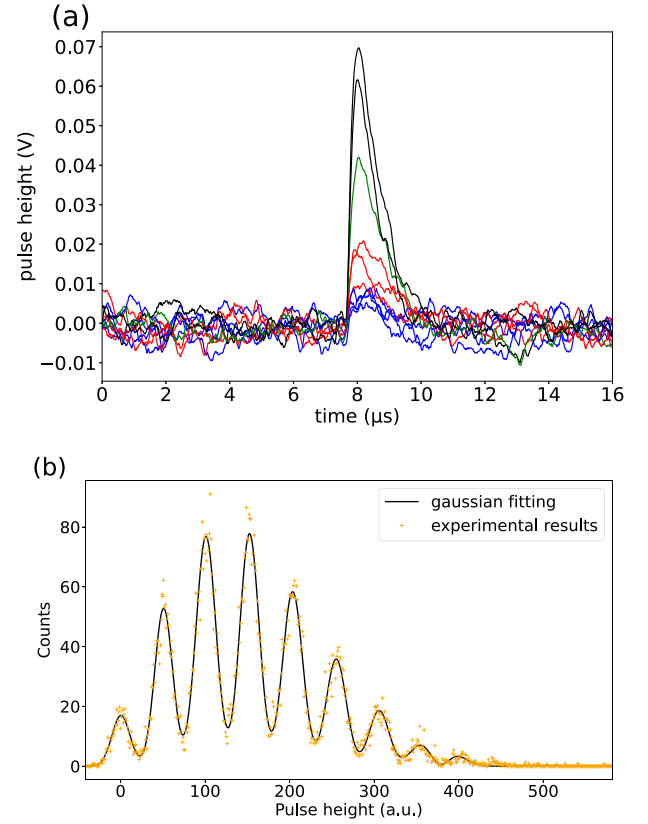 (a)
0.07
0.06
0.05
0.04
0.03
0.02
0.01
0.00
−0.01
pulse height (V)
0 2 4 6 8 10 12 14 16
time (μs)
(b)
gaussian fitting
experimental results
80
60
40
20
0
Counts
0 100 200 300 400 500
Pulse height (a.u.)